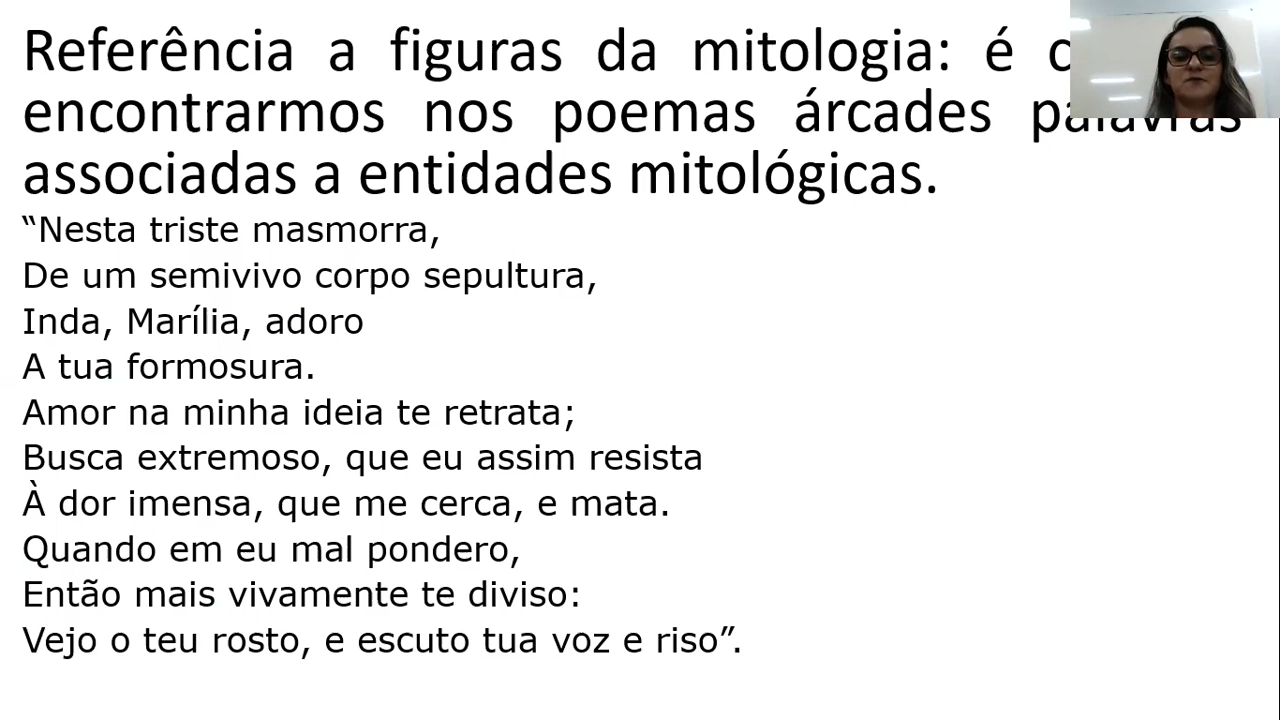 Referência a figuras da mitologia: é
encontrarmos nos poemas árcades palavras
associadas a entidades mitológicas.
“Nesta triste masmorra,
De um semivivo corpo sepultura,
Inda, Marília, adoro
A tua formosura.
Amor na minha ideia te retrata;
Busca extremoso, que eu assim resista
À dor imensa, que me cerca, e mata.
Quando em eu mal pondero,
Então mais vivamente te diviso:
Vejo o teu rosto, e escuto tua voz e riso”.